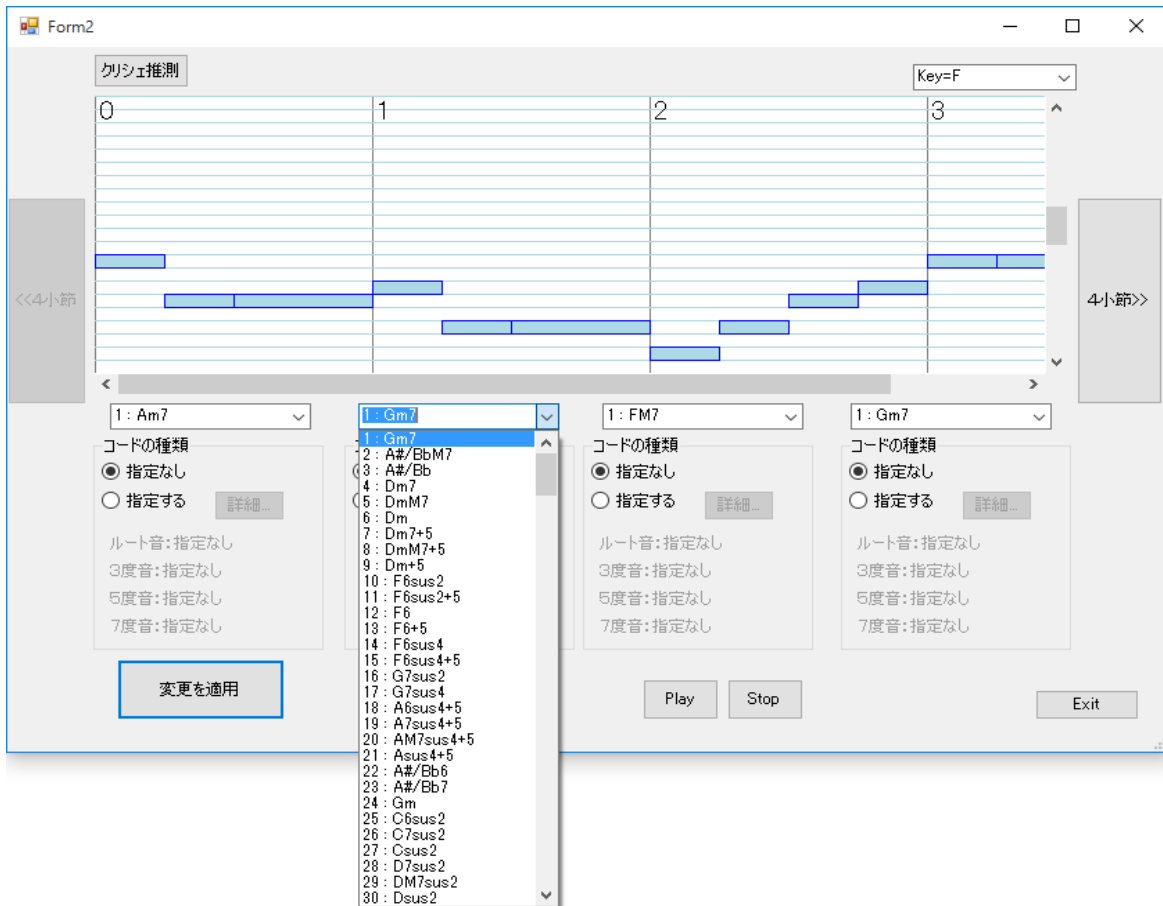 Form2
クリシェ推測
Key=F
0
1
2
3
<<4小節
4小節>>
1 : Am7
1 : Gm7
1 : FM7
1 : Gm7
コードの種類
指定なし
指定する
詳細...
ルート音:指定なし
3度音:指定なし
5度音:指定なし
7度音:指定なし
1 : Gm7
2 : A#/BbM7
3 : A#/Bb
4 : Dm7
5 : DmM7
6 : Dm
7 : Dm7+5
8 : DmM7+5
9 : Dm+5
10 : F6sus2
11 : F6sus2+5
12 : F6
13 : F6+5
14 : F6sus4
15 : F6sus4+5
16 : G7sus2
17 : G7sus4
18 : A6sus4+5
19 : A7sus4+5
20 : AM7sus4+5
21 : Asus4+5
22 : A#/Bb6
23 : A#/Bb7
24 : Gm
25 : C6sus2
26 : C7sus2
27 : Csus2
28 : D7sus2
29 : DM7sus2
30 : Dsus2
コードの種類
指定なし
指定する
詳細...
ルート音:指定なし
3度音:指定なし
5度音:指定なし
7度音:指定なし
コードの種類
指定なし
指定する
詳細...
ルート音:指定なし
3度音:指定なし
5度音:指定なし
7度音:指定なし
変更を適用
Play
Stop
Exit